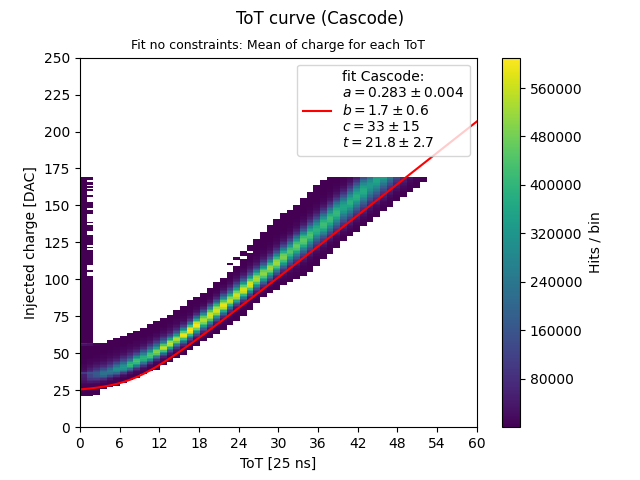 ToT curve (Cascode)
Fit no constraints: Mean of charge for each ToT
fit Cascode:
a = 0.283 ± 0.004
b = 1.7 ± 0.6
c = 33 ± 15
t = 21.8 ± 2.7
Injected charge [DAC]
250
225
200
175
150
125
100
75
50
25
0
0 6 12 18 24 30 36 42 48 54 60
ToT [25 ns]
560000
480000
400000
320000
240000
160000
80000
Hits / bin